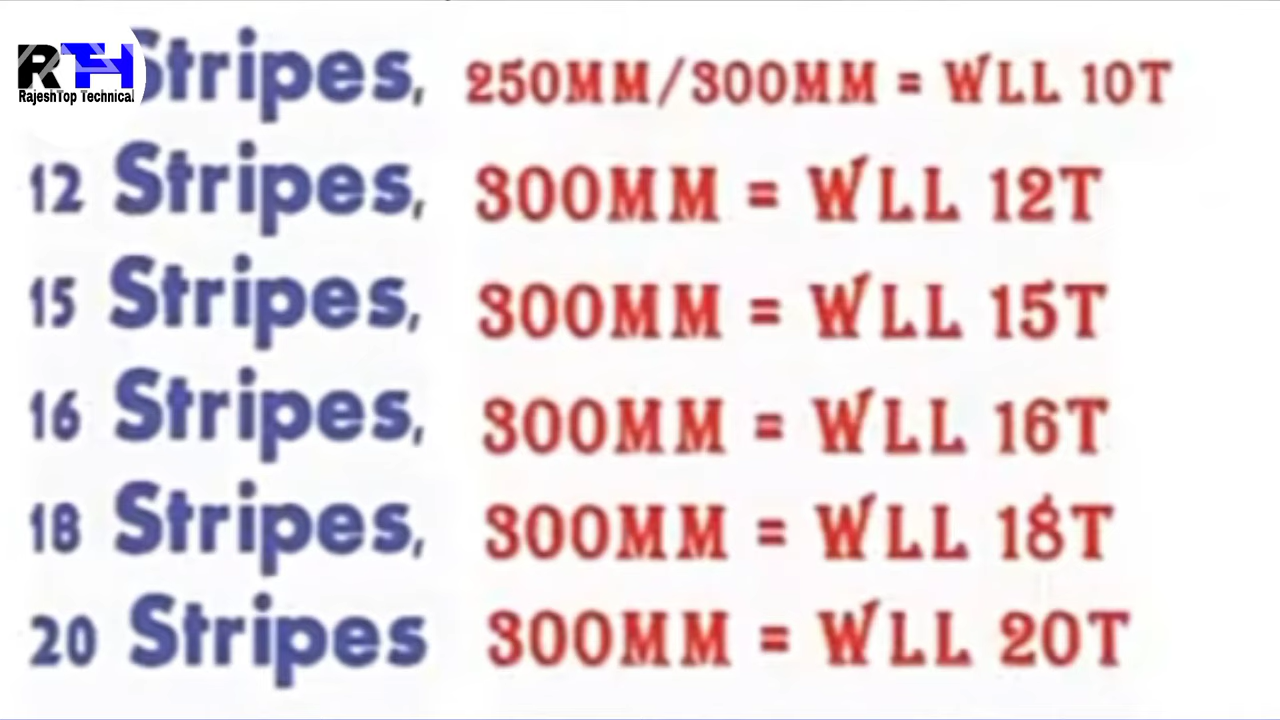 RTH
RajeshTop Technical
Stripes, 250MM/300MM = WLL 10T
12 Stripes, 300MM = WLL 12T
15 Stripes, 300MM = WLL 15T
16 Stripes, 300MM = WLL 16T
18 Stripes, 300MM = WLL 18T
20 Stripes 300MM = WLL 20T